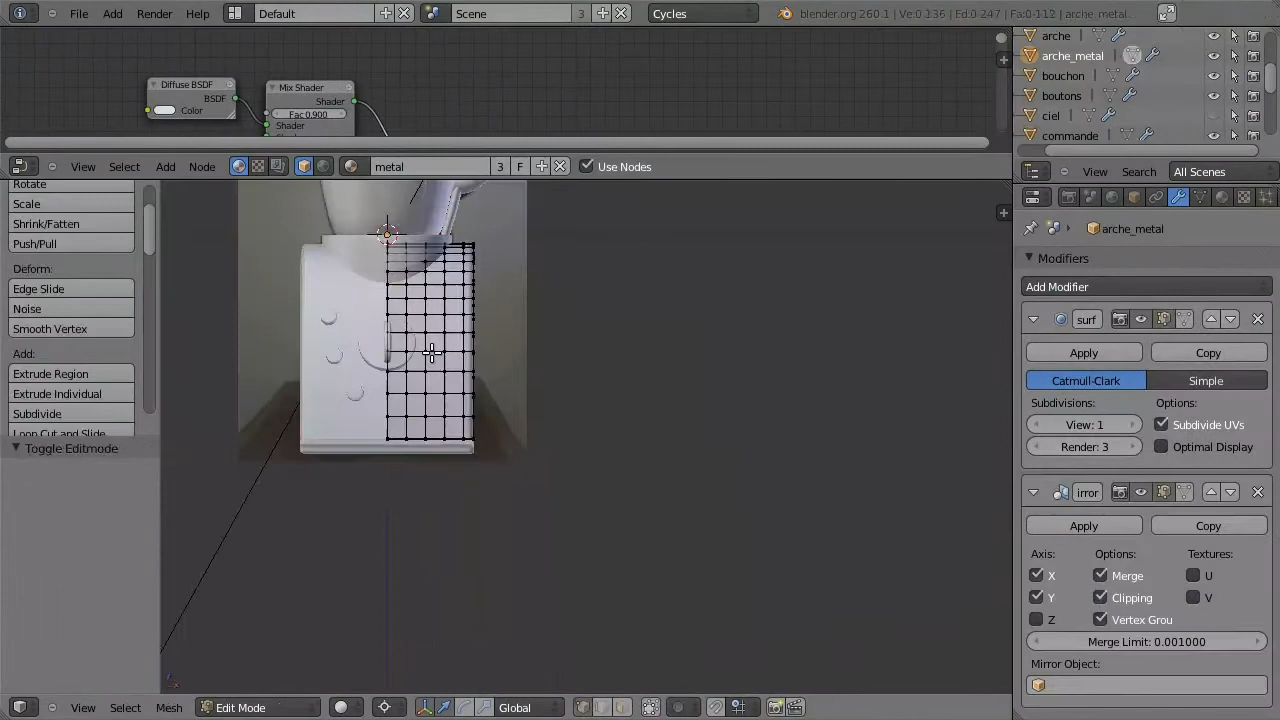 File Add Render Help Default Scene 3 Cycles blender.org 260.1 | Ve:0-136 | Ed:0-247 | Fa:0-112 | arche_metal
arche
arche_metal
bouchon
boutons
ciel
commande
Diffuse BSDF
BSDF
Color
Mix Shader
Shader
Fac 0.900
Shader
View Select Add Node metal 3 F Use Nodes
View Search All Scenes
Rotate
Scale
Shrink/Fatten
Push/Pull
Deform:
Edge Slide
Noise
Smooth Vertex
Add:
Extrude Region
Extrude Individual
Subdivide
Loop Cut and Slide
Toggle Editmode
arche_metal
Modifiers
Add Modifier
surf
Apply Copy
Catmull-Clark Simple
Subdivisions: Options:
View: 1 Subdivide UVs
Render: 3 Optimal Display
irror
Apply Copy
Axis: Options: Textures:
X Merge U
Y Clipping V
Z Vertex Grou
Merge Limit: 0.001000
Mirror Object:
View Select Mesh Edit Mode Global